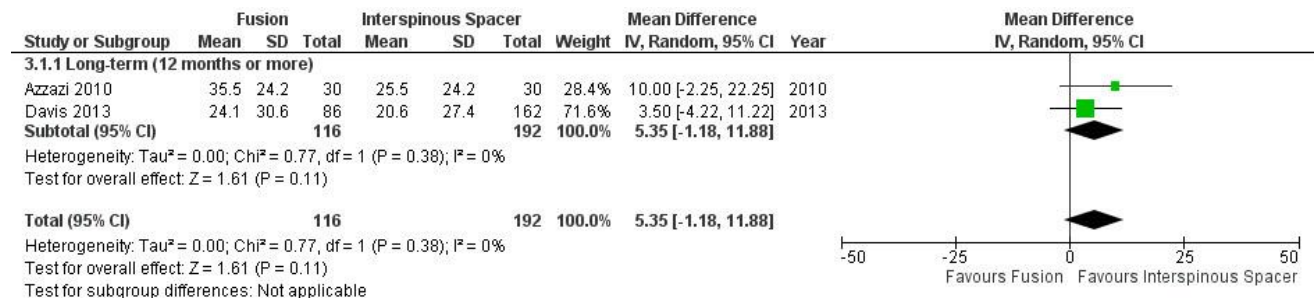 Fusion Interspinous Spacer Mean Difference Mean Difference
Study or Subgroup Mean SD Total Mean SD Total Weight IV, Random, 95% CI Year IV, Random, 95% CI
3.1.1 Long-term (12 months or more)
Azzazi 2010 35.5 24.2 30 25.5 24.2 30 28.4% 10.00 [-2.25, 22.25] 2010
Davis 2013 24.1 30.6 86 20.6 27.4 162 71.6% 3.50 [-4.22, 11.22] 2013
Subtotal (95% CI) 116 192 100.0% 5.35 [-1.18, 11.88]
Heterogeneity: Tau² = 0.00; Chi² = 0.77, df = 1 (P = 0.38); I² = 0%
Test for overall effect: Z = 1.61 (P = 0.11)
Total (95% CI) 116 192 100.0% 5.35 [-1.18, 11.88]
Heterogeneity: Tau² = 0.00; Chi² = 0.77, df = 1 (P = 0.38); I² = 0%
Test for overall effect: Z = 1.61 (P = 0.11)
Test for subgroup differences: Not applicable
-50 -25 0 25 50
Favours Fusion Favours Interspinous Spacer